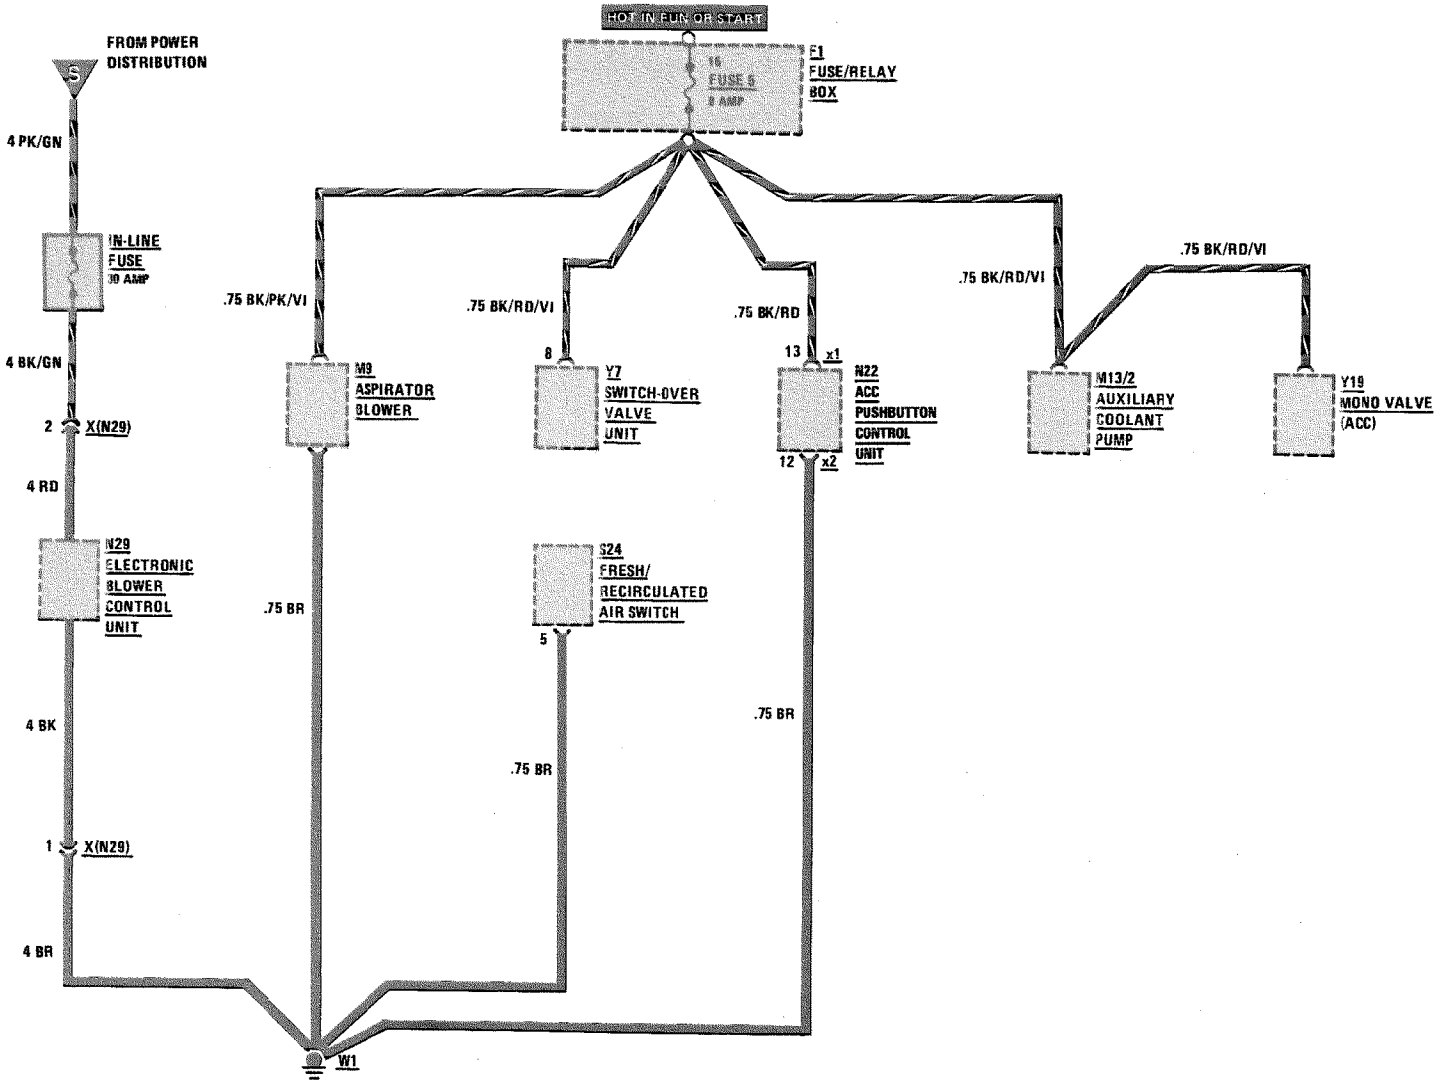 HOT IN RUN OR START
FROM POWER
DISTRIBUTION
S
F1
FUSE/RELAY
BOX
16
FUSE 5
8 AMP
4 PK/GN
IN-LINE
FUSE
30 AMP
.75 BK/PK/VI
.75 BK/RD/VI
.75 BK/RD
.75 BK/RD/VI
.75 BK/RD/VI
4 BK/GN
2 X(N29)
4 RD
M9
ASPIRATOR
BLOWER
8
Y7
SWITCH-OVER
VALVE
UNIT
13 x1
N22
ACC
PUSHBUTTON
CONTROL
UNIT
12 x2
M13/2
AUXILIARY
COOLANT
PUMP
Y19
MONO VALVE
(ACC)
N29
ELECTRONIC
BLOWER
CONTROL
UNIT
S24
FRESH/
RECIRCULATED
AIR SWITCH
5
.75 BR
4 BK
.75 BR
.75 BR
1 X(N29)
4 BR
W1